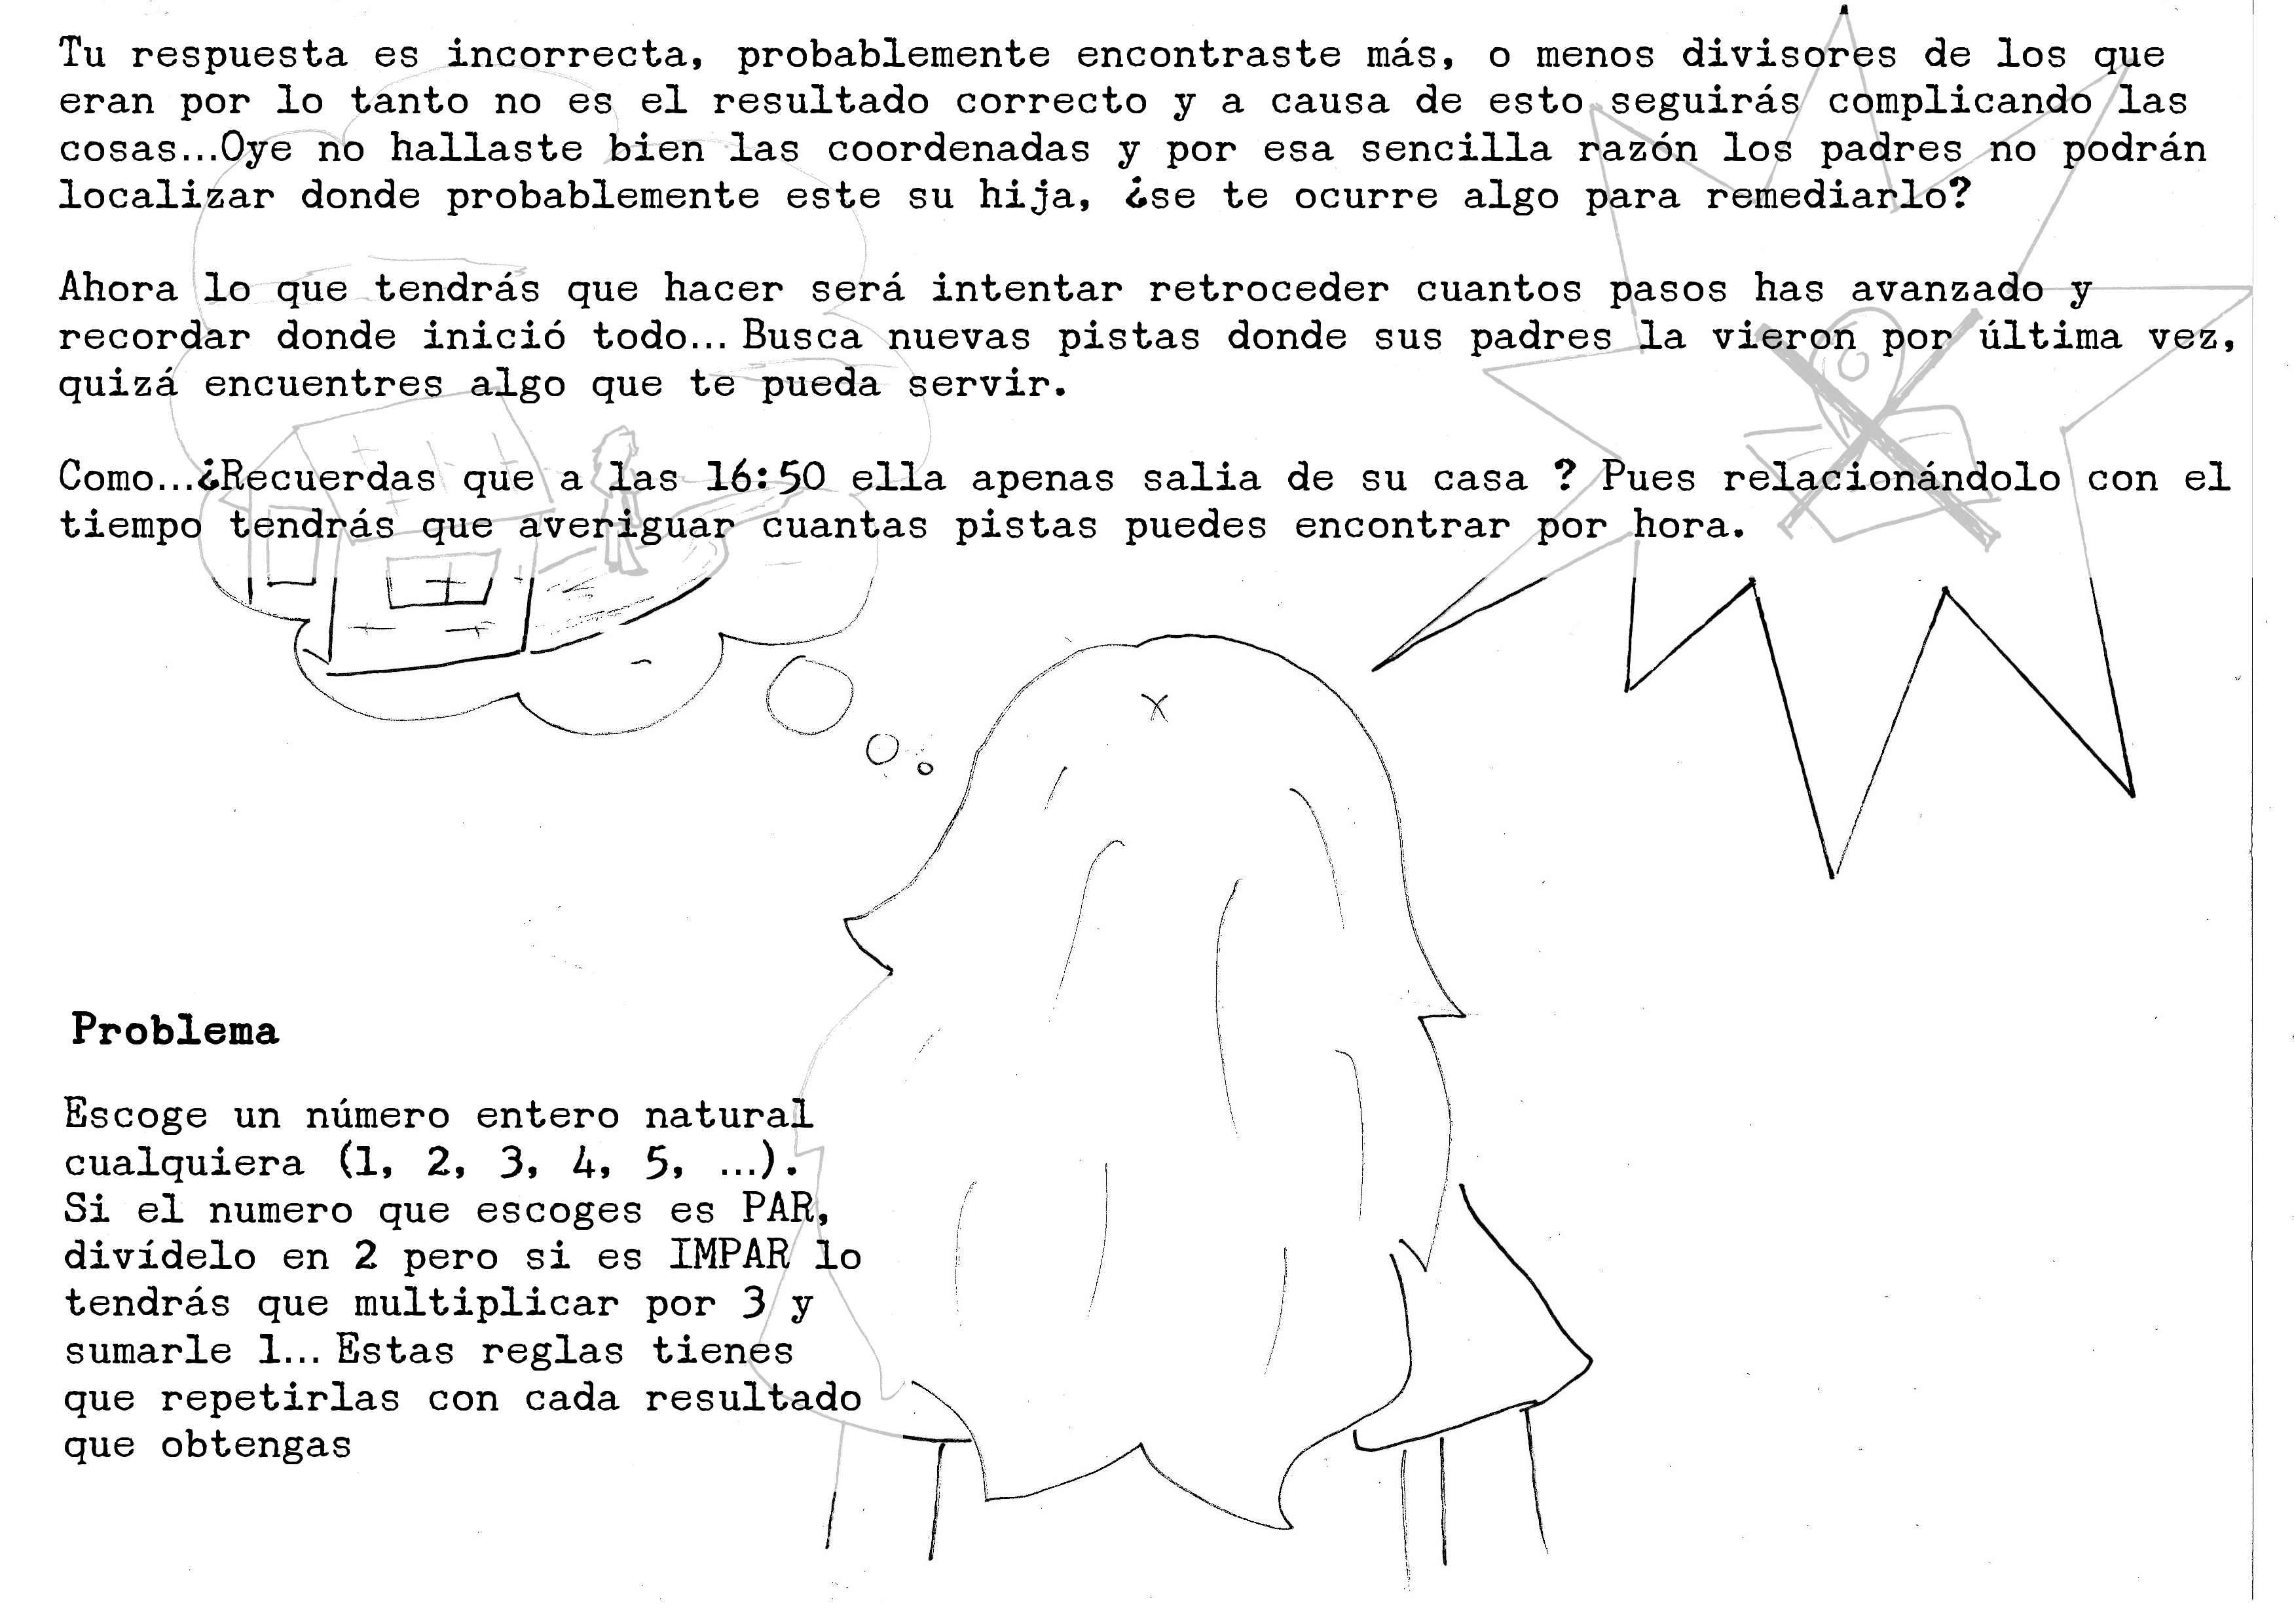 Tu respuesta es incorrecta, probablemente encontraste más, o menos divisores de los que
eran por lo tanto no es el resultado correcto y a causa de esto seguirás complicando las
cosas...Oye no hallaste bien las coordenadas y por esa sencilla razón los padres no podrán
localizar donde probablemente este su hija, ¿se te ocurre algo para remediarlo?
Ahora lo que tendrás que hacer será intentar retroceder cuantos pasos has avanzado y
recordar donde inició todo... Busca nuevas pistas donde sus padres la vieron por última vez,
quizá encuentres algo que te pueda servir.
Como...¿Recuerdas que a las 16:50 ella apenas salia de su casa ? Pues relacionándolo con el
tiempo tendrás que averiguar cuantas pistas puedes encontrar por hora.
Problema
Escoge un número entero natural
cualquiera (1, 2, 3, 4, 5, ...).
Si el numero que escoges es PAR,
divídelo en 2 pero si es IMPAR lo
tendrás que multiplicar por 3 y
sumarle 1... Estas reglas tienes
que repetirlas con cada resultado
que obtengas